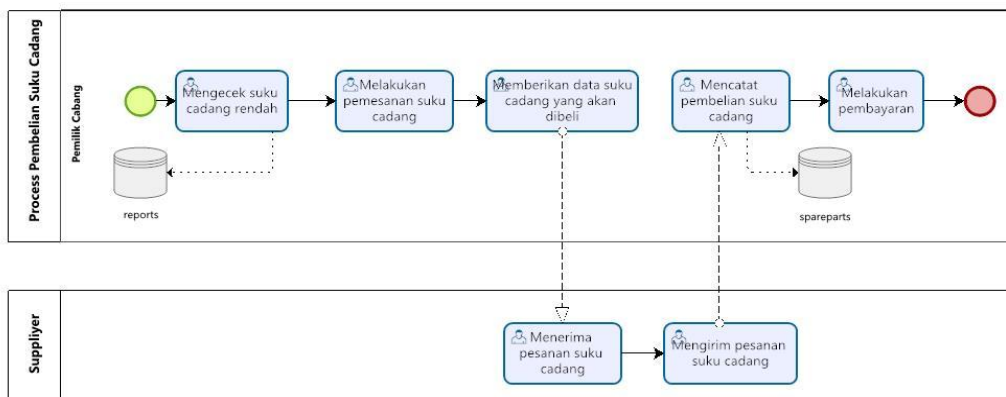 Process Pembelian Suku Cadang
Pemilik Cabang
Mengecek suku
cadang rendah
Melakukan
pemesanan suku
cadang
Memberikan data suku
cadang yang akan
dibeli
Mencatat
pembelian suku
cadang
Melakukan
pembayaran
reports
spareparts
Suppliyer
Menerima
pesanan suku
cadang
Mengirim pesanan
suku cadang